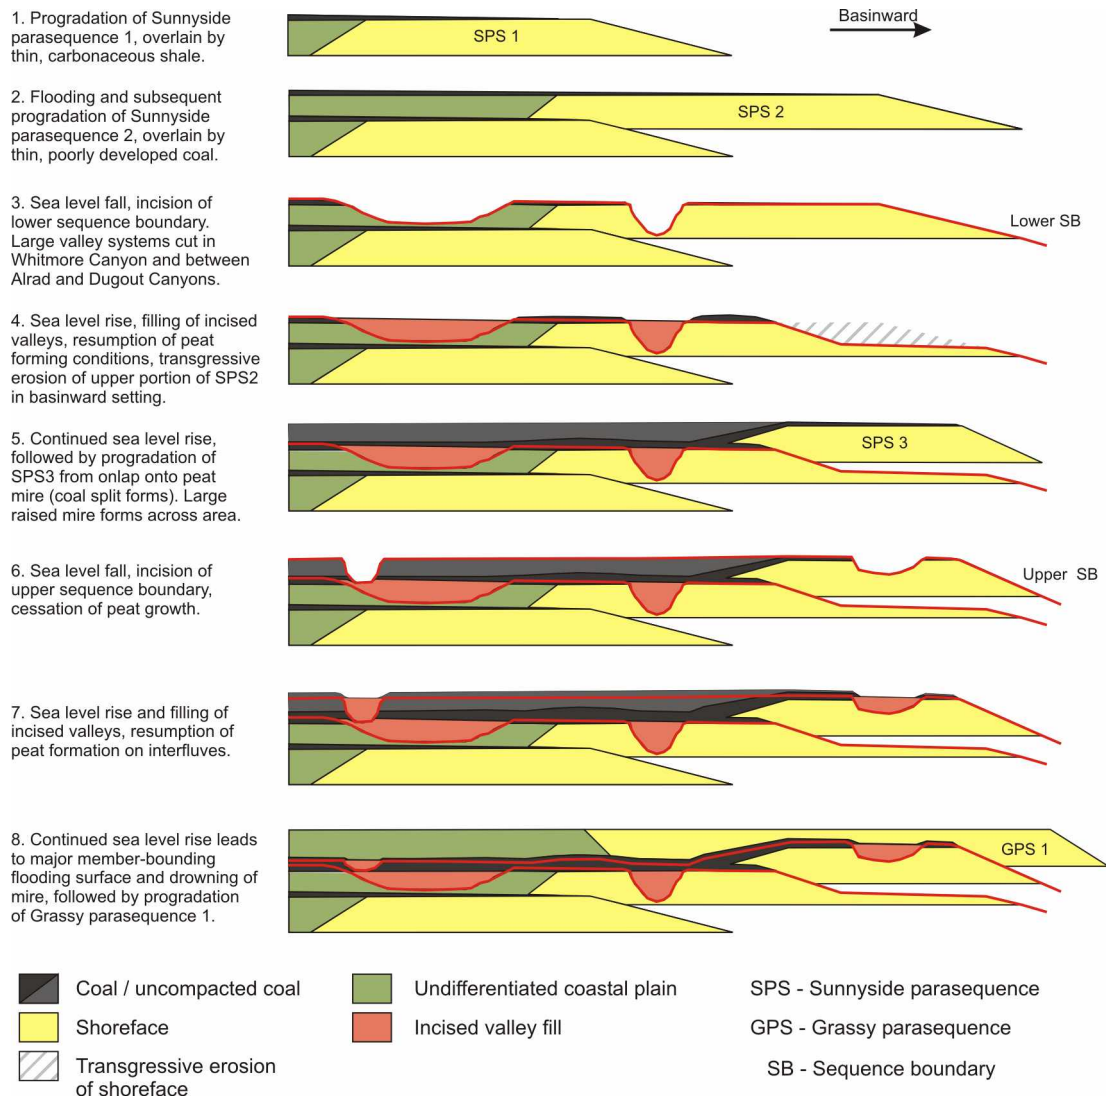 1. Progradation of Sunnyside
parasequence 1, overlain by
thin, carbonaceous shale.
SPS 1
Basinward
2. Flooding and subsequent
progradation of Sunnyside
parasequence 2, overlain by
thin, poorly developed coal.
SPS 2
3. Sea level fall, incision of
lower sequence boundary.
Large valley systems cut in
Whitmore Canyon and between
Alrad and Dugout Canyons.
Lower SB
4. Sea level rise, filling of incised
valleys, resumption of peat
forming conditions, transgressive
erosion of upper portion of SPS2
in basinward setting.
5. Continued sea level rise,
followed by progradation of
SPS3 from onlap onto peat
mire (coal split forms). Large
raised mire forms across area.
SPS 3
6. Sea level fall, incision of
upper sequence boundary,
cessation of peat growth.
Upper SB
7. Sea level rise and filling of
incised valleys, resumption of
peat formation on interfluves.
8. Continued sea level rise leads
to major member-bounding
flooding surface and drowning of
mire, followed by progradation
of Grassy parasequence 1.
GPS 1
Coal / uncompacted coal
Shoreface
Transgressive erosion
of shoreface
Undifferentiated coastal plain
Incised valley fill
SPS - Sunnyside parasequence
GPS - Grassy parasequence
SB - Sequence boundary